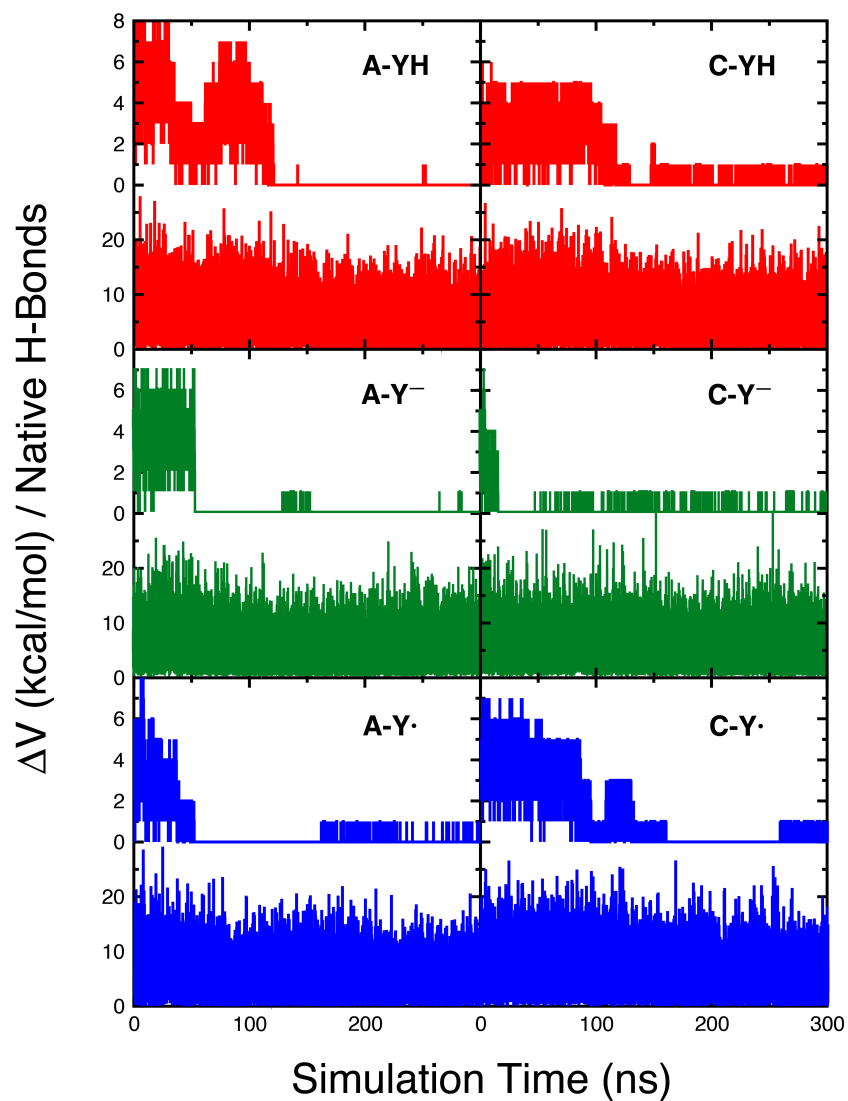 ΔV (kcal/mol) / Native H-Bonds
8
A-YH
C-YH
6
4
2
0
20
10
0
A-Y⁻
C-Y⁻
6
4
2
0
20
10
0
A-Y·
C-Y·
6
4
2
0
20
10
0
0 100 200 0 100 200 300
Simulation Time (ns)